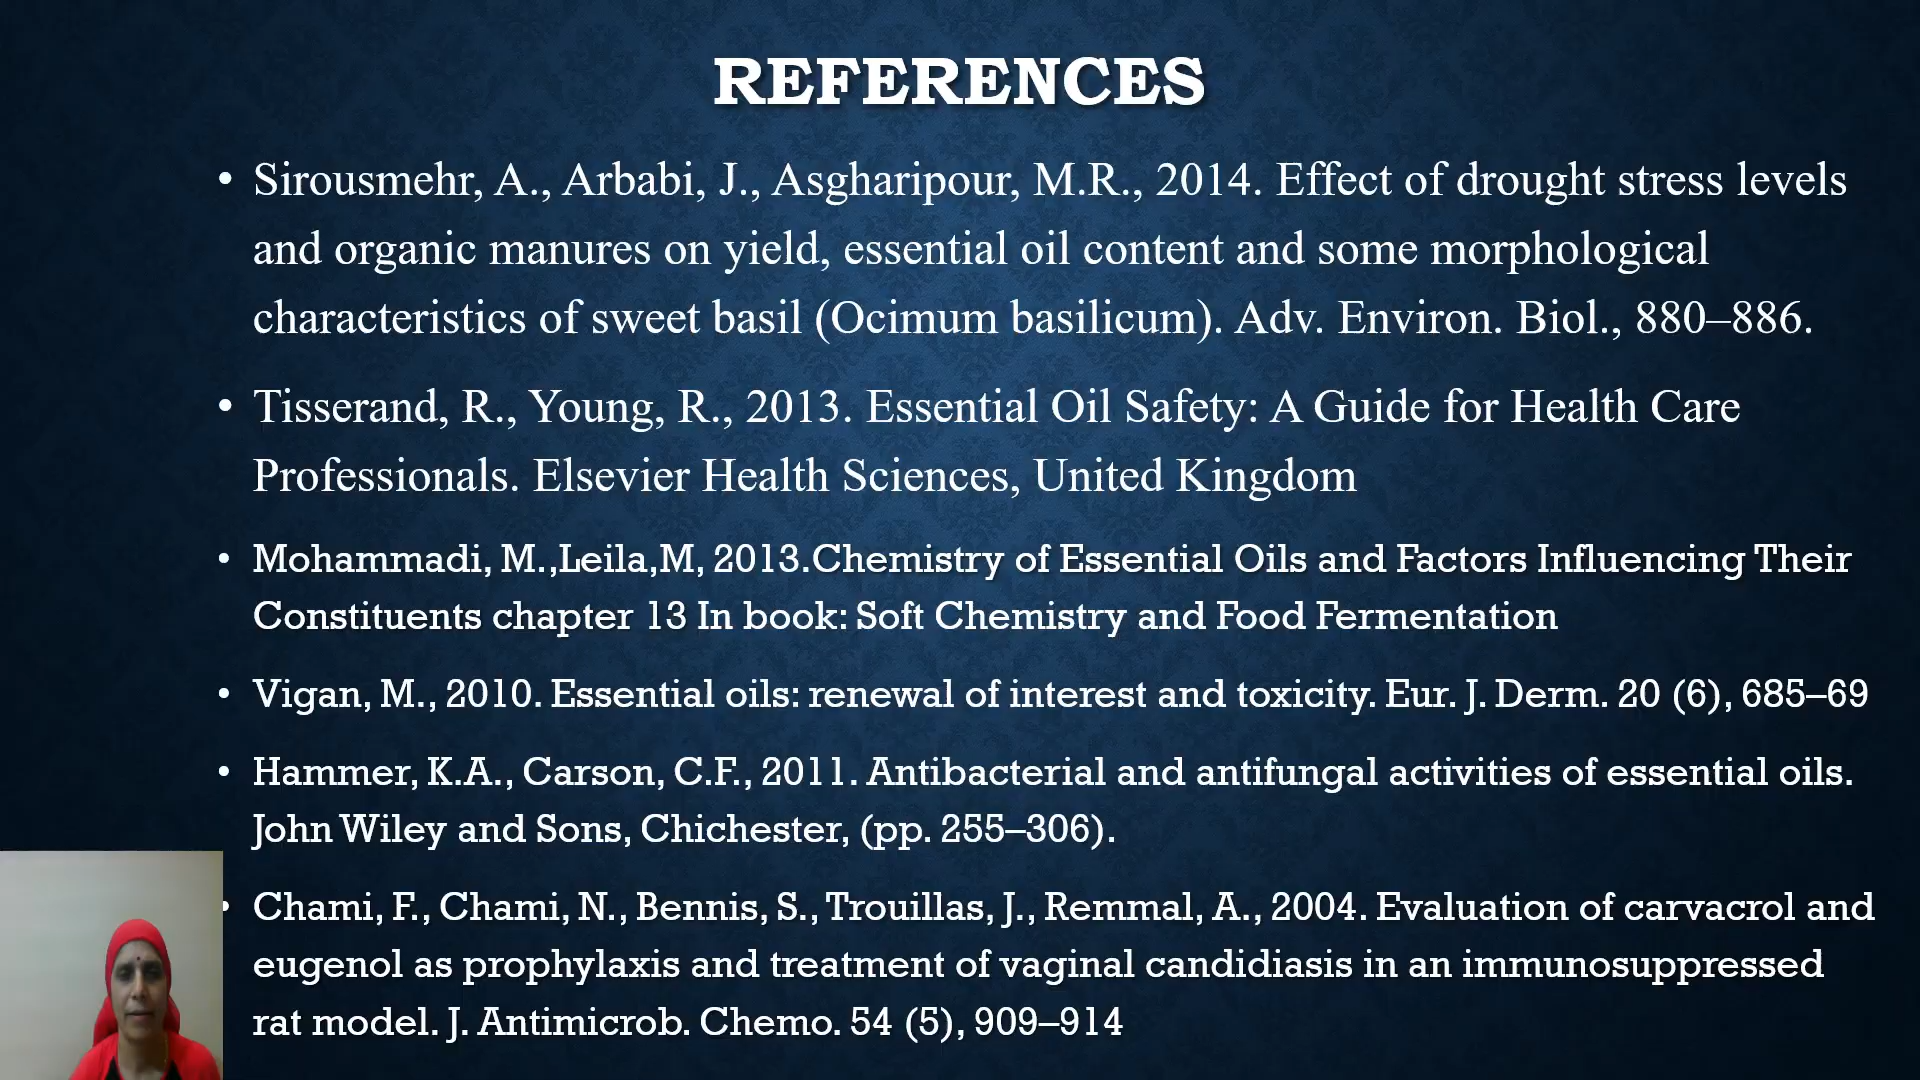 REFERENCES
• Sirousmehr, A., Arbabi, J., Asgharipour, M.R., 2014. Effect of drought stress levels
and organic manures on yield, essential oil content and some morphological
characteristics of sweet basil (Ocimum basilicum). Adv. Environ. Biol., 880–886.
• Tisserand, R., Young, R., 2013. Essential Oil Safety: A Guide for Health Care
Professionals. Elsevier Health Sciences, United Kingdom
• Mohammadi, M.,Leila,M, 2013.Chemistry of Essential Oils and Factors Influencing Their
Constituents chapter 13 In book: Soft Chemistry and Food Fermentation
• Vigan, M., 2010. Essential oils: renewal of interest and toxicity. Eur. J. Derm. 20 (6), 685–69
• Hammer, K.A., Carson, C.F., 2011. Antibacterial and antifungal activities of essential oils.
John Wiley and Sons, Chichester, (pp. 255–306).
• Chami, F., Chami, N., Bennis, S., Trouillas, J., Remmal, A., 2004. Evaluation of carvacrol and
eugenol as prophylaxis and treatment of vaginal candidiasis in an immunosuppressed
rat model. J. Antimicrob. Chemo. 54 (5), 909–914